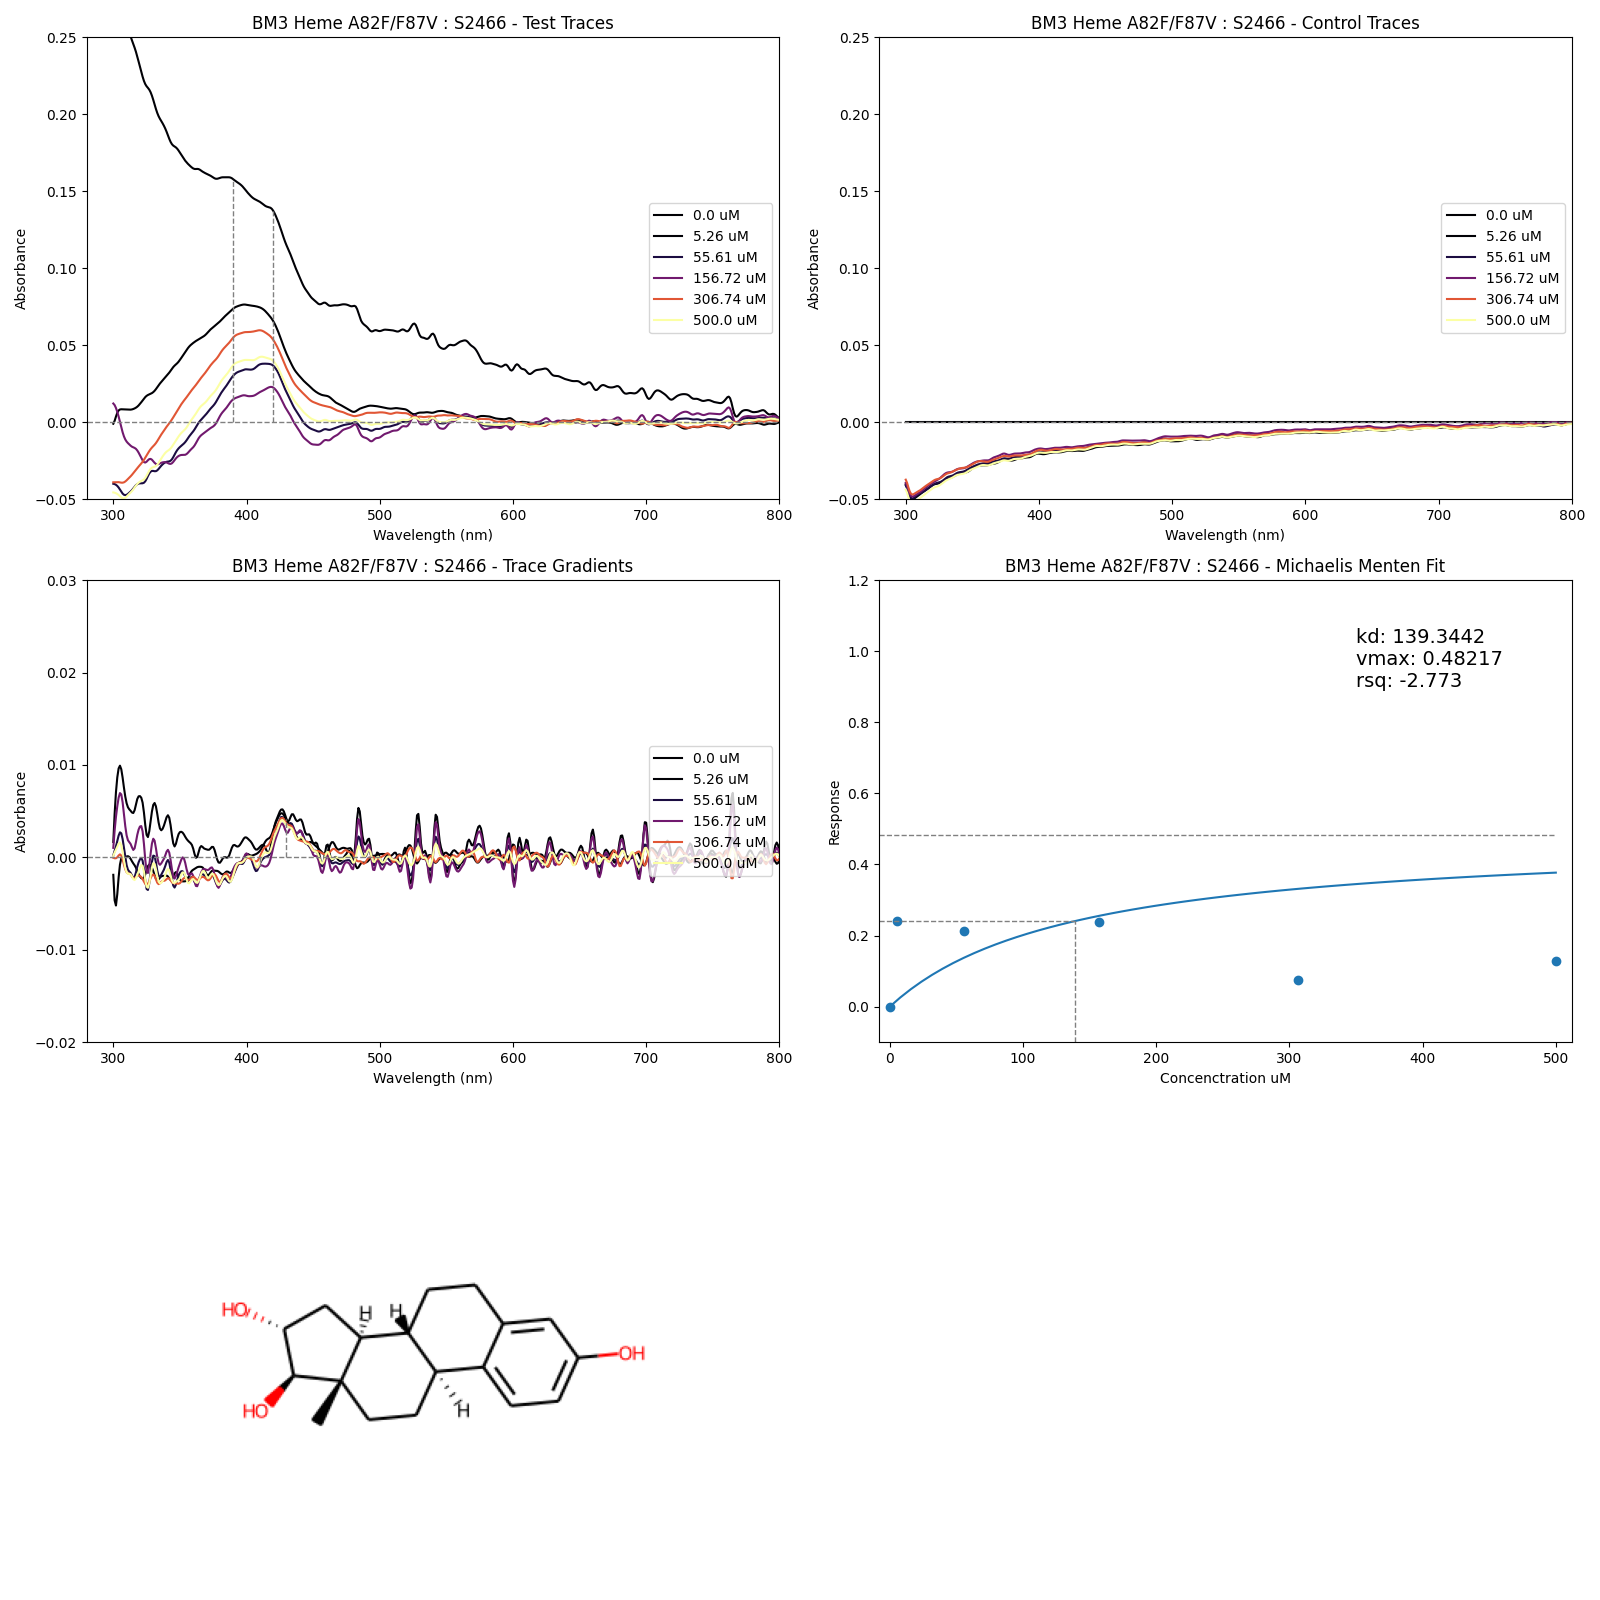 BM3 Heme A82F/F87V : S2466 - Test Traces
0.25
0.20
0.15
0.10
0.05
0.00
−0.05
Absorbance
300 400 500 600 700 800
Wavelength (nm)
0.0 uM
5.26 uM
55.61 uM
156.72 uM
306.74 uM
500.0 uM
BM3 Heme A82F/F87V : S2466 - Control Traces
0.25
0.20
0.15
0.10
0.05
0.00
−0.05
Absorbance
300 400 500 600 700 800
Wavelength (nm)
0.0 uM
5.26 uM
55.61 uM
156.72 uM
306.74 uM
500.0 uM
BM3 Heme A82F/F87V : S2466 - Trace Gradients
0.03
0.02
0.01
0.00
−0.01
−0.02
Absorbance
300 400 500 600 700 800
Wavelength (nm)
0.0 uM
5.26 uM
55.61 uM
156.72 uM
306.74 uM
500.0 uM
BM3 Heme A82F/F87V : S2466 - Michaelis Menten Fit
1.2
1.0
0.8
0.6
0.4
0.2
0.0
Response
kd: 139.3442
vmax: 0.48217
rsq: -2.773
0 100 200 300 400 500
Concenctration uM
HO
H
H
OH
HO
H